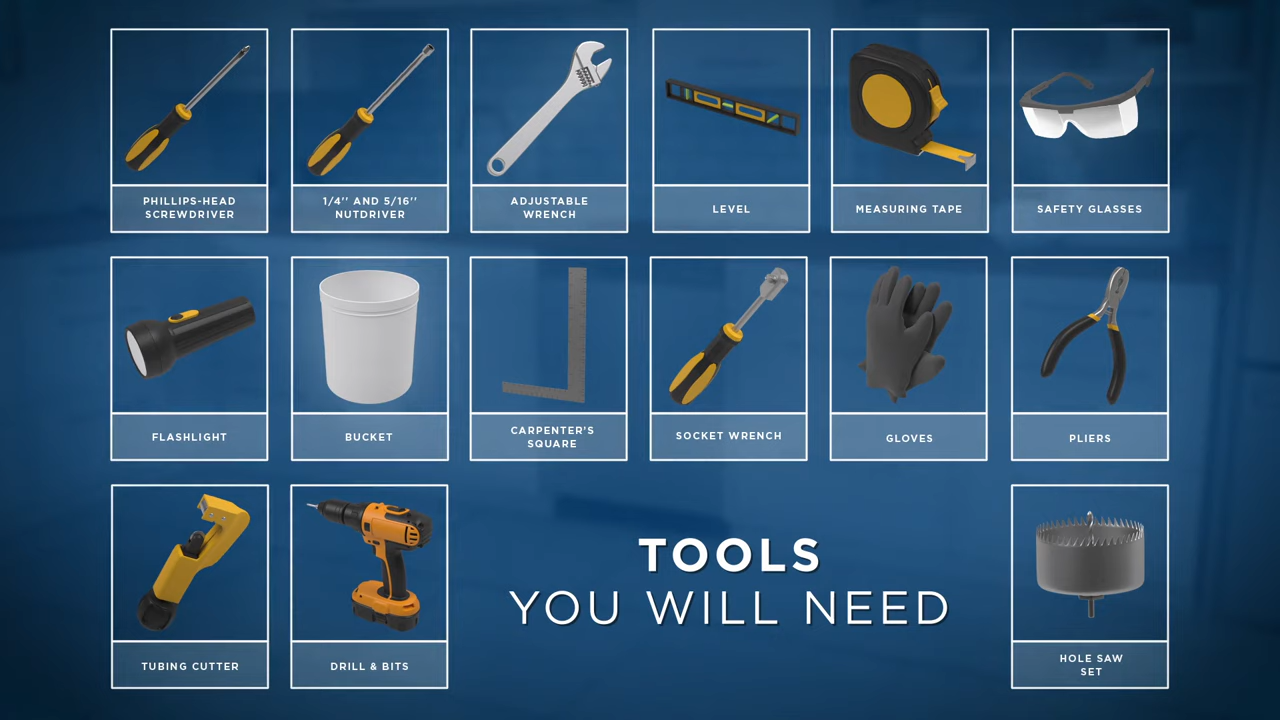 PHILLIPS-HEAD
SCREWDRIVER
1/4'' AND 5/16''
NUTDRIVER
ADJUSTABLE
WRENCH
LEVEL
MEASURING TAPE
SAFETY GLASSES
FLASHLIGHT
BUCKET
CARPENTER'S
SQUARE
SOCKET WRENCH
GLOVES
PLIERS
TUBING CUTTER
DRILL & BITS
TOOLS
YOU WILL NEED
HOLE SAW
SET